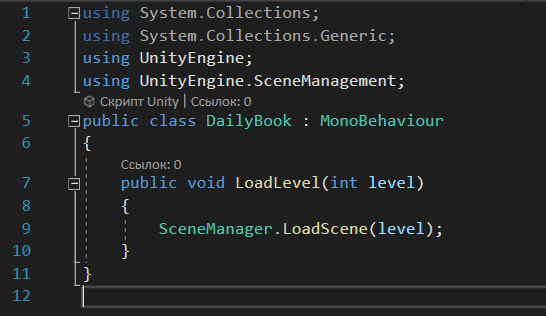 1 using System.Collections;
2 using System.Collections.Generic;
3 using UnityEngine;
4 using UnityEngine.SceneManagement;
Скрипт Unity | Ссылок: 0
5 public class DailyBook : MonoBehaviour
6 {
Ссылок: 0
7 public void LoadLevel(int level)
8 {
9 SceneManager.LoadScene(level);
10 }
11 }
12